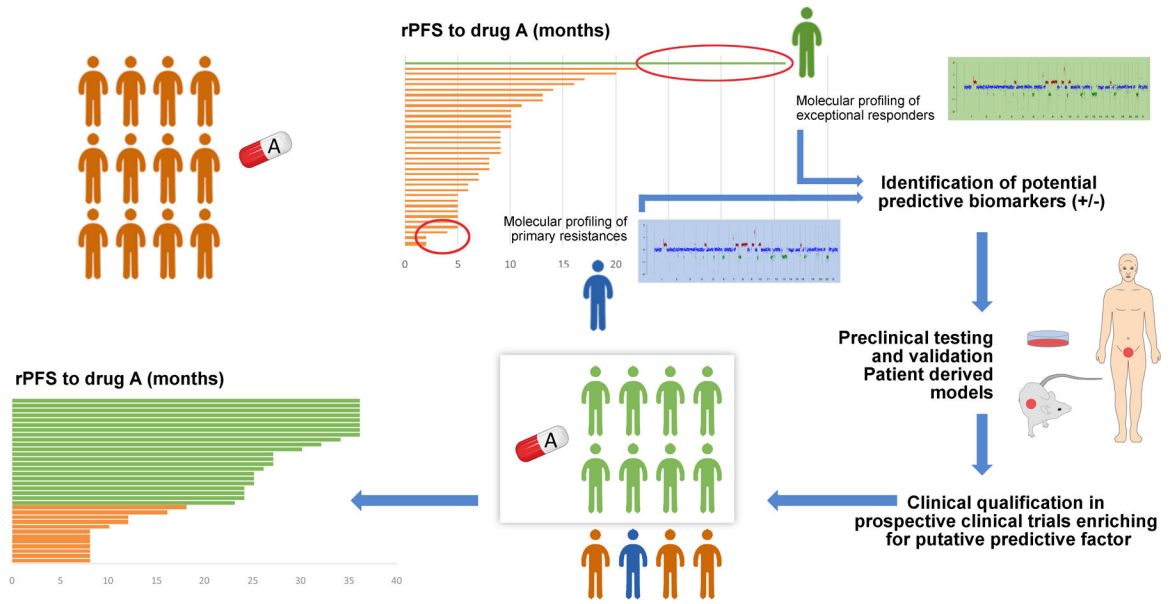 rPFS to drug A (months)
A
0
5
10
15
20
Molecular profiling of
exceptional responders
Molecular profiling of
primary resistances
Identification of potential
predictive biomarkers (+/-)
Preclinical testing
and validation
Patient derived
models
Clinical qualification in
prospective clinical trials enriching
for putative predictive factor
A
rPFS to drug A (months)
0
5
10
15
20
25
30
35
40